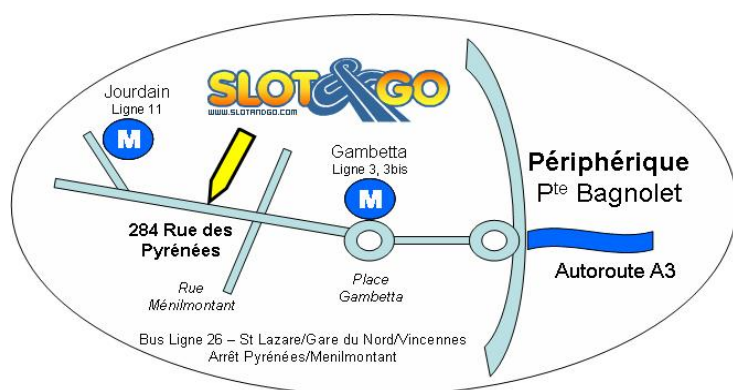 SLOT&GO
WWW.SLOTANDGO.COM
Jourdain
Ligne 11
M
Gambetta
Ligne 3, 3bis
M
Périphérique
Pte Bagnolet
284 Rue des
Pyrénées
Autoroute A3
Rue
Ménilmontant
Place
Gambetta
Bus Ligne 26 – St Lazare/Gare du Nord/Vincennes
Arrêt Pyrénées/Menilmontant